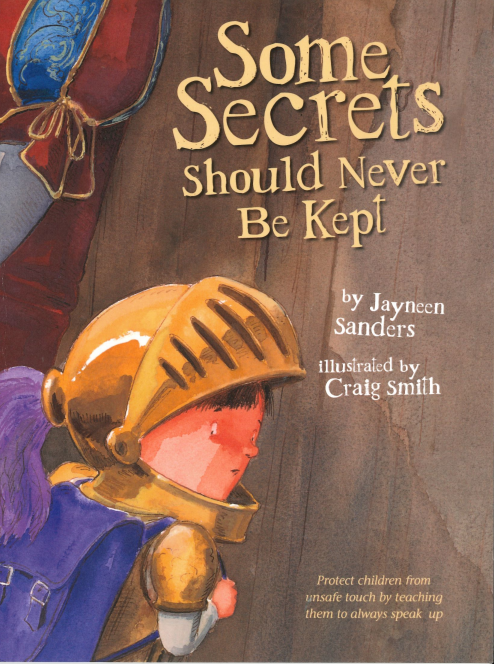 Some
Secrets
Should Never
Be Kept
by Jayneen
Sanders
illustrated by
Craig Smith
Protect children from
unsafe touch by teaching
them to always speak up